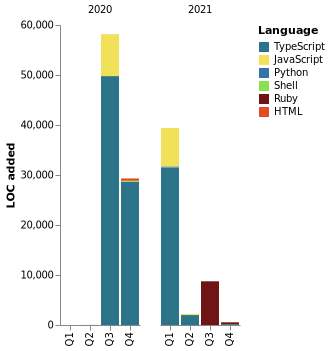 2020 2021
Language
TypeScript
JavaScript
Python
Shell
Ruby
HTML
LOC added
60,000
50,000
40,000
30,000
20,000
10,000
0
Q1 Q2 Q3 Q4 Q1 Q2 Q3 Q4